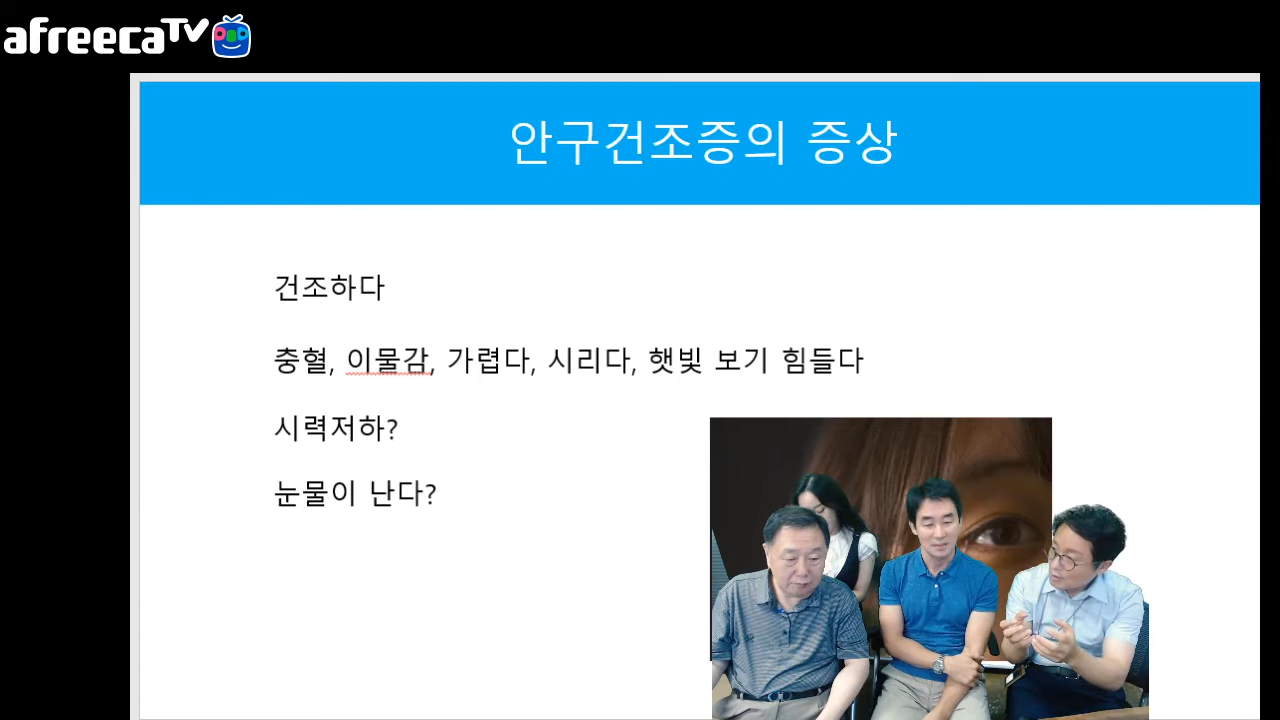 afreecaTV
안구건조증의 증상
건조하다
충혈, 이물감, 가렵다, 시리다, 햇빛 보기 힘들다
시력저하?
눈물이 난다?